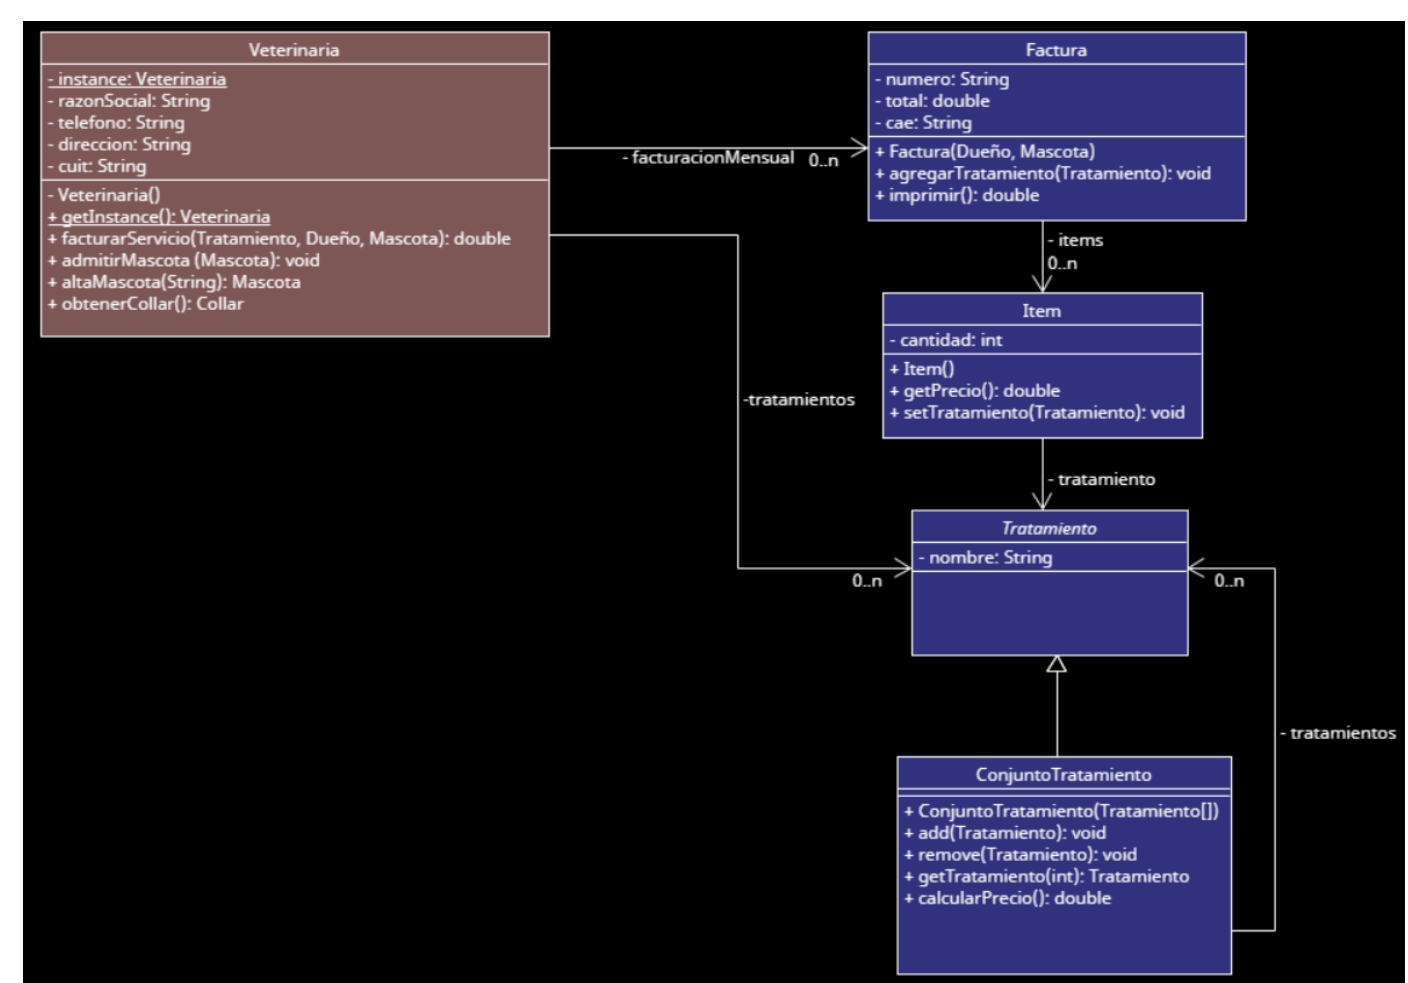 Veterinaria
- instance: Veterinaria
- razonSocial: String
- telefono: String
- direccion: String
- cuit: String
- Veterinaria()
+ getInstance(): Veterinaria
+ facturarServicio(Tratamiento, Dueño, Mascota): double
+ admitirMascota (Mascota): void
+ altaMascota(String): Mascota
+ obtenerCollar(): Collar
- facturacionMensual
0..n
Factura
- numero: String
- total: double
- cae: String
+ Factura(Dueño, Mascota)
+ agregarTratamiento(Tratamiento): void
+ imprimir(): double
- items
0..n
Item
- cantidad: int
+ Item()
+ getPrecio(): double
+ setTratamiento(Tratamiento): void
-tratamientos
0..n
- tratamiento
Tratamiento
- nombre: String
0..n
- tratamientos
ConjuntoTratamiento
+ ConjuntoTratamiento(Tratamiento[])
+ add(Tratamiento): void
+ remove(Tratamiento): void
+ getTratamiento(int): Tratamiento
+ calcularPrecio(): double